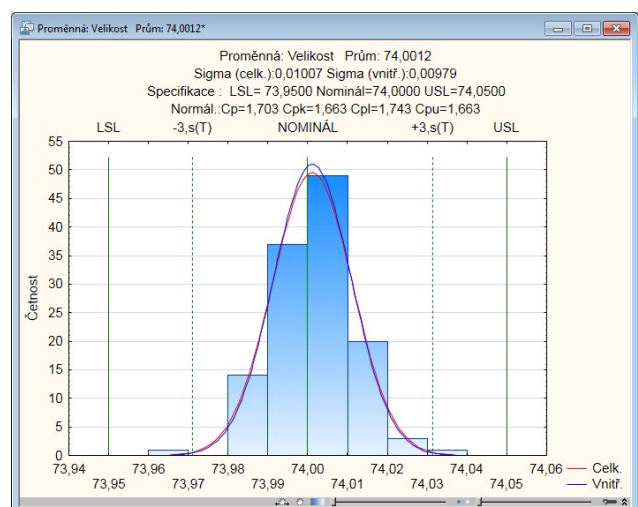 Proměnná: Velikost Prům: 74,0012*
Proměnná: Velikost Prům: 74,0012
Sigma (celk.):0,01007 Sigma (vnitř.):0,00979
Specifikace : LSL= 73,9500 Nominál=74,0000 USL=74,0500
Normál.:Cp=1,703 Cpk=1,663 Cpl=1,743 Cpu=1,663
LSL -3,s(T) NOMINÁL +3,s(T) USL
55
50
45
40
35
30
25
20
15
10
5
0
Četnost
73,94 73,96 73,98 74,00 74,02 74,04 74,06
73,95 73,97 73,99 74,01 74,03 74,05
Celk.
Vnitř.